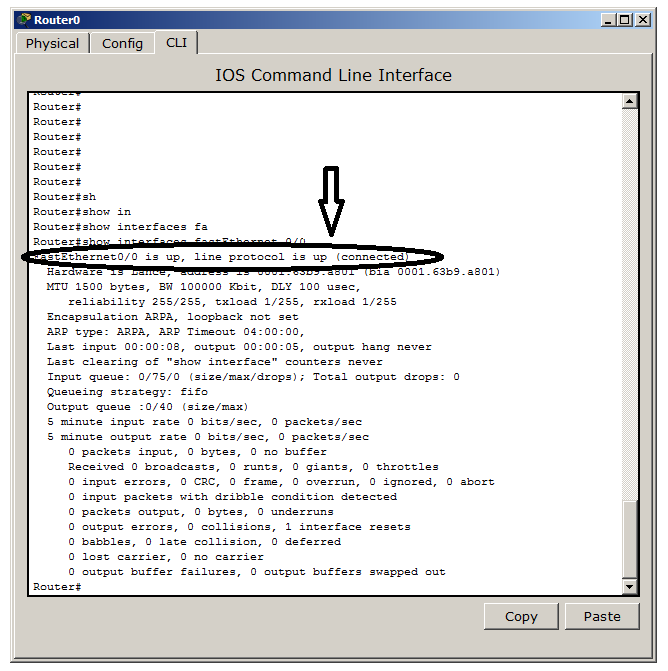 Router0
Physical Config CLI
IOS Command Line Interface
Router#
Router#
Router#
Router#
Router#
Router#
Router#
Router#sh
Router#show in
Router#show interfaces fa
Router#show interfaces fastEthernet 0/0
FastEthernet0/0 is up, line protocol is up (connected)
Hardware is Lance, address is 0001.63b9.a801 (bia 0001.63b9.a801)
MTU 1500 bytes, BW 100000 Kbit, DLY 100 usec,
reliability 255/255, txload 1/255, rxload 1/255
Encapsulation ARPA, loopback not set
ARP type: ARPA, ARP Timeout 04:00:00,
Last input 00:00:08, output 00:00:05, output hang never
Last clearing of "show interface" counters never
Input queue: 0/75/0 (size/max/drops); Total output drops: 0
Queueing strategy: fifo
Output queue :0/40 (size/max)
5 minute input rate 0 bits/sec, 0 packets/sec
5 minute output rate 0 bits/sec, 0 packets/sec
0 packets input, 0 bytes, 0 no buffer
Received 0 broadcasts, 0 runts, 0 giants, 0 throttles
0 input errors, 0 CRC, 0 frame, 0 overrun, 0 ignored, 0 abort
0 input packets with dribble condition detected
0 packets output, 0 bytes, 0 underruns
0 output errors, 0 collisions, 1 interface resets
0 babbles, 0 late collision, 0 deferred
0 lost carrier, 0 no carrier
0 output buffer failures, 0 output buffers swapped out
Router#
Copy Paste